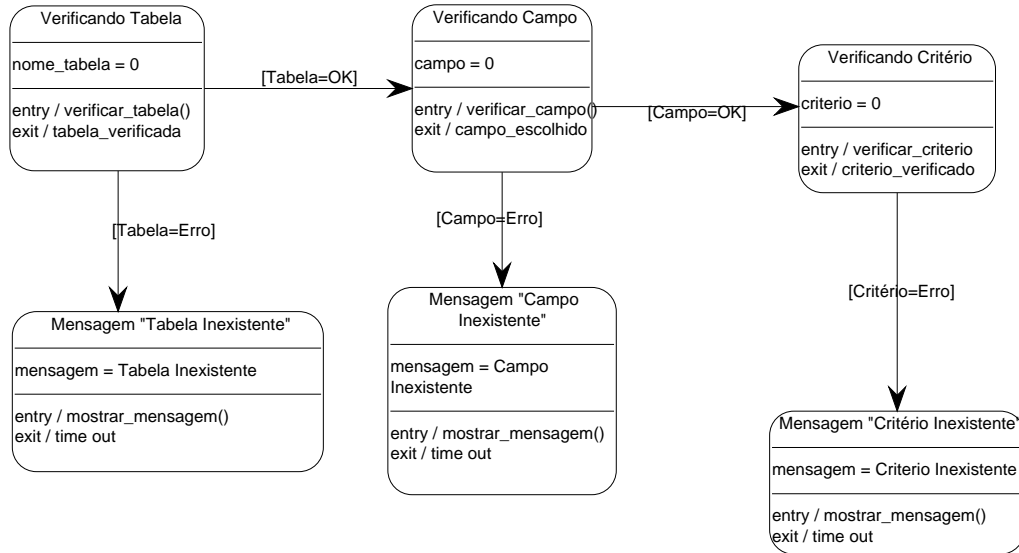 Verificando Tabela
nome_tabela = 0
entry / verificar_tabela()
exit / tabela_verificada
[Tabela=OK]
Verificando Campo
campo = 0
entry / verificar_campo()
exit / campo_escolhido
[Campo=OK]
Verificando Critério
criterio = 0
entry / verificar_criterio
exit / criterio_verificado
[Tabela=Erro]
[Campo=Erro]
[Critério=Erro]
Mensagem "Tabela Inexistente"
mensagem = Tabela Inexistente
entry / mostrar_mensagem()
exit / time out
Mensagem "Campo
Inexistente"
mensagem = Campo
Inexistente
entry / mostrar_mensagem()
exit / time out
Mensagem "Critério Inexistente"
mensagem = Criterio Inexistente
entry / mostrar_mensagem()
exit / time out